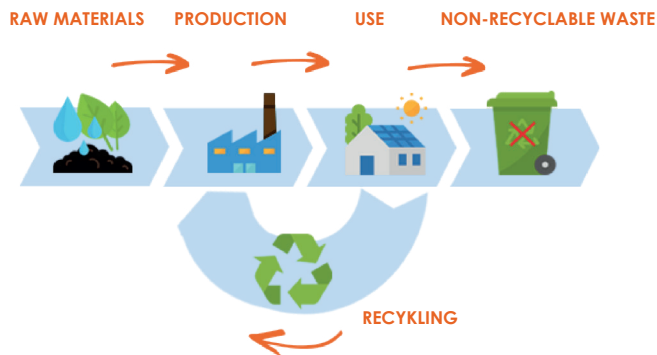 RAW MATERIALS
PRODUCTION
USE
NON-RECYCLABLE WASTE
RECYKLING